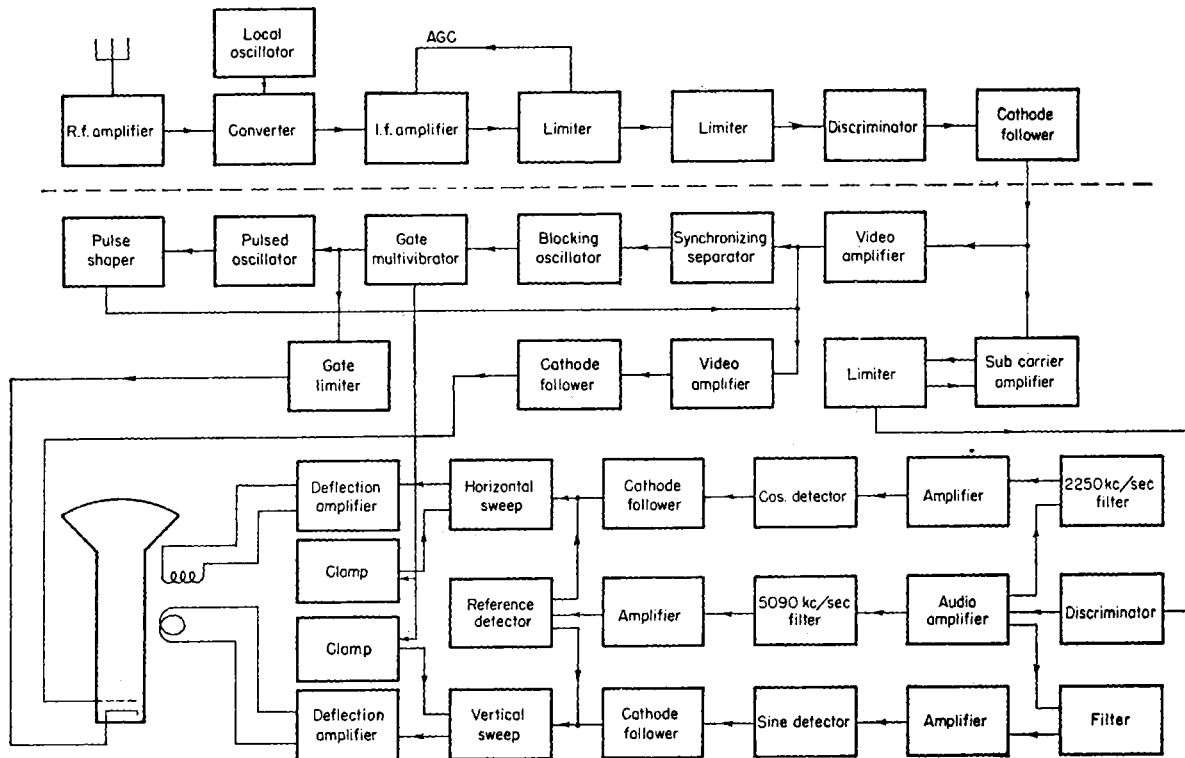 Local
oscillator
AGC
R.f. amplifier
Converter
I.f. amplifier
Limiter
Limiter
Discriminator
Cathode
follower
Pulse
shaper
Pulsed
oscillator
Gate
multivibrator
Blocking
oscillator
Synchronizing
separator
Video
amplifier
Gate
limiter
Cathode
follower
Video
amplifier
Limiter
Sub carrier
amplifier
Deflection
amplifier
Horizontal
sweep
Cathode
follower
Cos. detector
Amplifier
2250 kc/sec
filter
Clamp
Reference
detector
Amplifier
5090 kc/sec
filter
Audio
amplifier
Discriminator
Clamp
Deflection
amplifier
Vertical
sweep
Cathode
follower
Sine detector
Amplifier
Filter